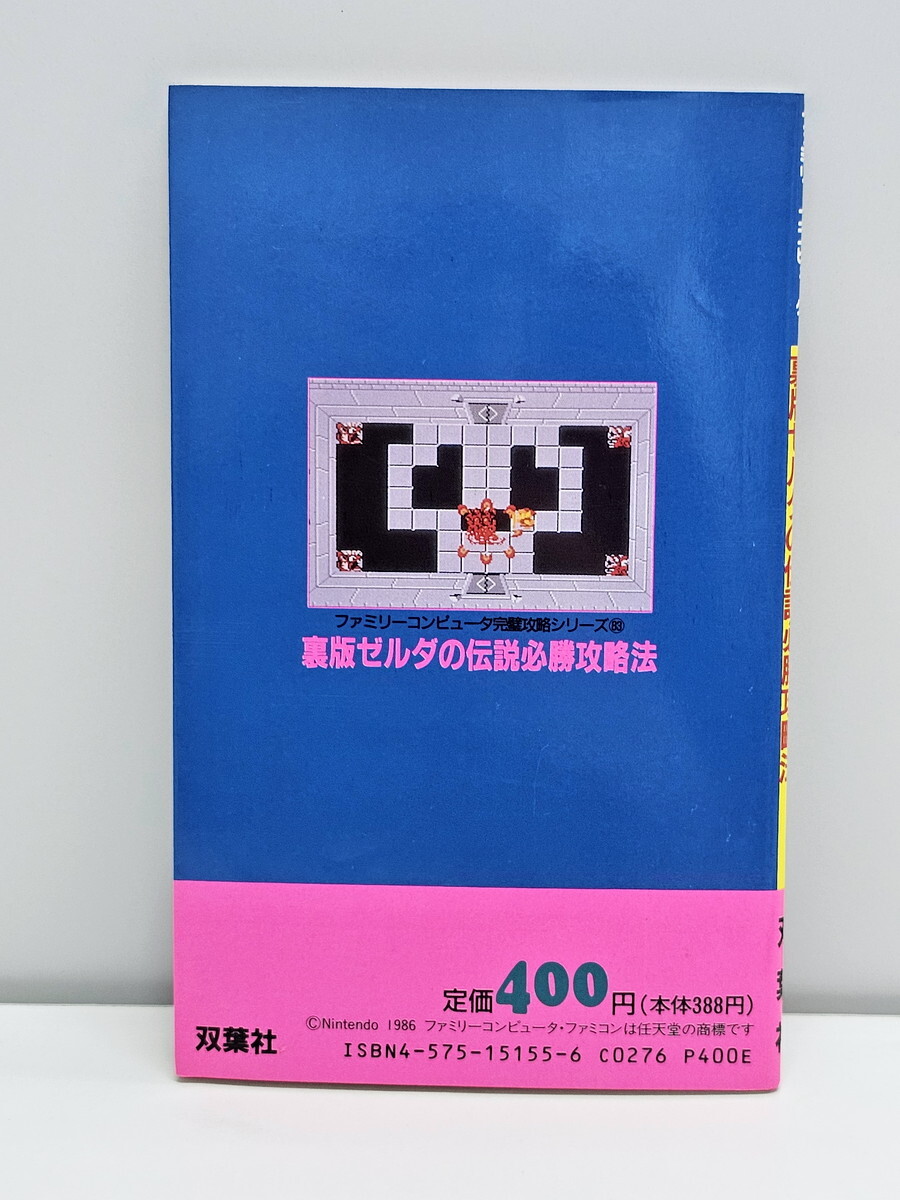 ファミリーコンピュータ完璧攻略シリーズ83
裏版ゼルダの伝説必勝攻略法
定価400円(本体388円)
©Nintendo 1986 ファミリーコンピュータ・ファミコンは任天堂の商標です
双葉社
ISBN4-575-15155-6 C0276 P400E